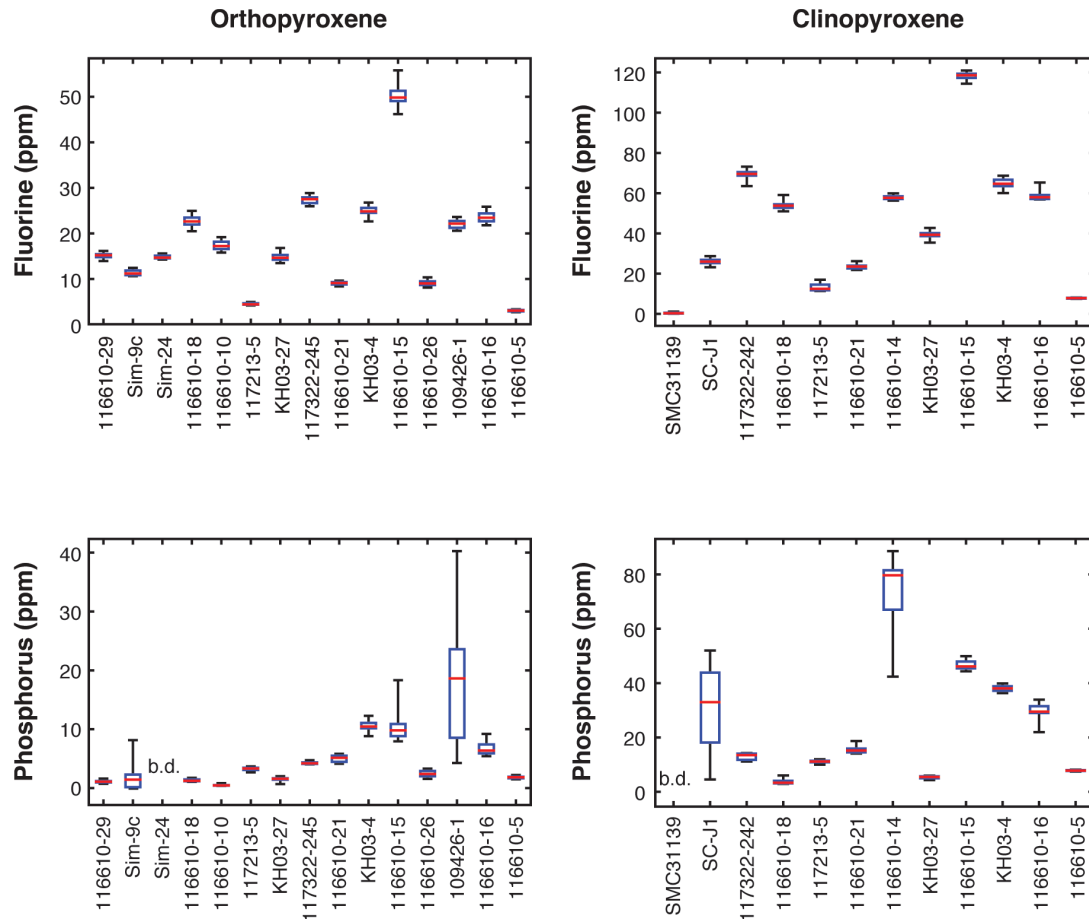 Orthopyroxene
Clinopyroxene
Fluorine (ppm)
50
40
30
20
10
0
116610-29
Sim-9c
Sim-24
116610-18
116610-10
117213-5
KH03-27
117322-245
116610-21
KH03-4
116610-15
116610-26
109426-1
116610-16
116610-5
Fluorine (ppm)
120
100
80
60
40
20
0
SMC31139
SC-J1
117322-242
116610-18
117213-5
116610-21
116610-14
KH03-27
116610-15
KH03-4
116610-16
116610-5
Phosphorus (ppm)
40
30
20
10
0
b.d.
116610-29
Sim-9c
Sim-24
116610-18
116610-10
117213-5
KH03-27
117322-245
116610-21
KH03-4
116610-15
116610-26
109426-1
116610-16
116610-5
Phosphorus (ppm)
80
60
40
20
0
b.d.
SMC31139
SC-J1
117322-242
116610-18
117213-5
116610-21
116610-14
KH03-27
116610-15
KH03-4
116610-16
116610-5